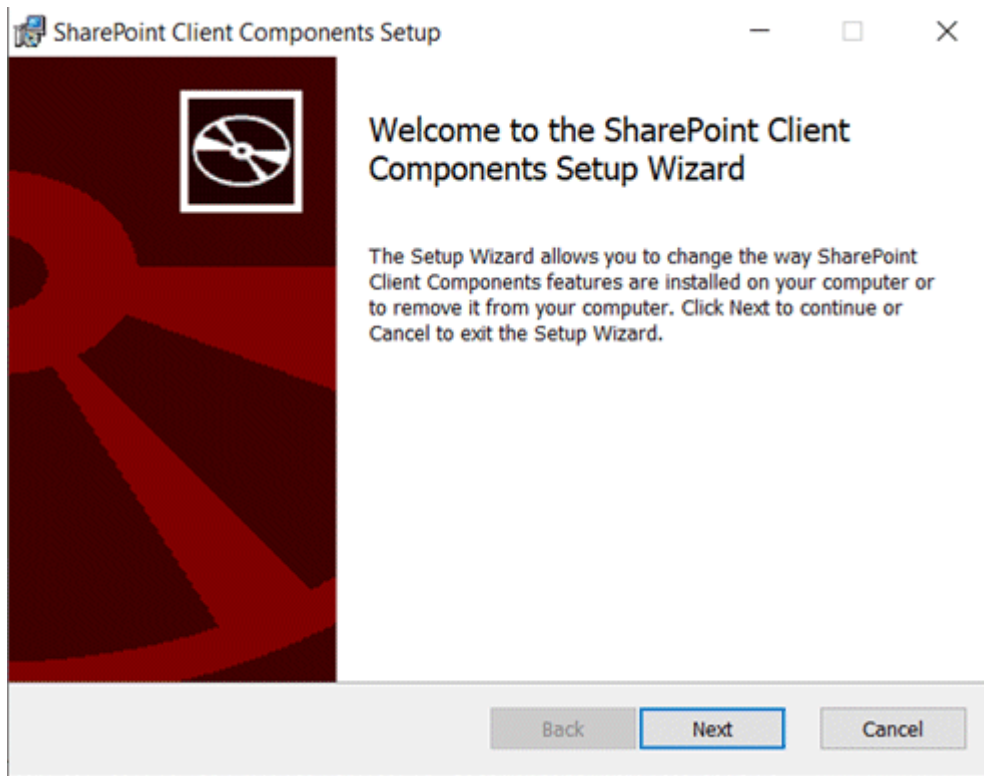 SharePoint Client Components Setup
Welcome to the SharePoint Client
Components Setup Wizard
The Setup Wizard allows you to change the way SharePoint
Client Components features are installed on your computer or
to remove it from your computer. Click Next to continue or
Cancel to exit the Setup Wizard.
Back Next Cancel